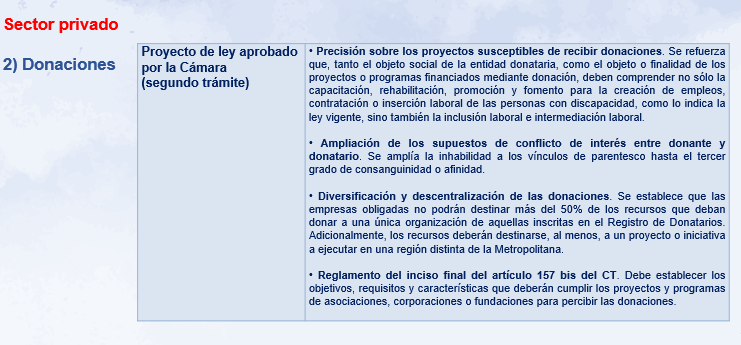 Sector privado
2) Donaciones
Proyecto de ley aprobado
por la Cámara
(segundo trámite)
• Precisión sobre los proyectos susceptibles de recibir donaciones. Se refuerza
que, tanto el objeto social de la entidad donataria, como el objeto o finalidad de los
proyectos o programas financiados mediante donación, deben comprender no sólo la
capacitación, rehabilitación, promoción y fomento para la creación de empleos,
contratación o inserción laboral de las personas con discapacidad, como lo indica la
ley vigente, sino también la inclusión laboral e intermediación laboral.
• Ampliación de los supuestos de conflicto de interés entre donante y
donatario. Se amplía la inhabilidad a los vínculos de parentesco hasta el tercer
grado de consanguinidad o afinidad.
• Diversificación y descentralización de las donaciones. Se establece que las
empresas obligadas no podrán destinar más del 50% de los recursos que deban
donar a una única organización de aquellas inscritas en el Registro de Donatarios.
Adicionalmente, los recursos deberán destinarse, al menos, a un proyecto o iniciativa
a ejecutar en una región distinta de la Metropolitana.
• Reglamento del inciso final del artículo 157 bis del CT. Debe establecer los
objetivos, requisitos y características que deberán cumplir los proyectos y programas
de asociaciones, corporaciones o fundaciones para percibir las donaciones.